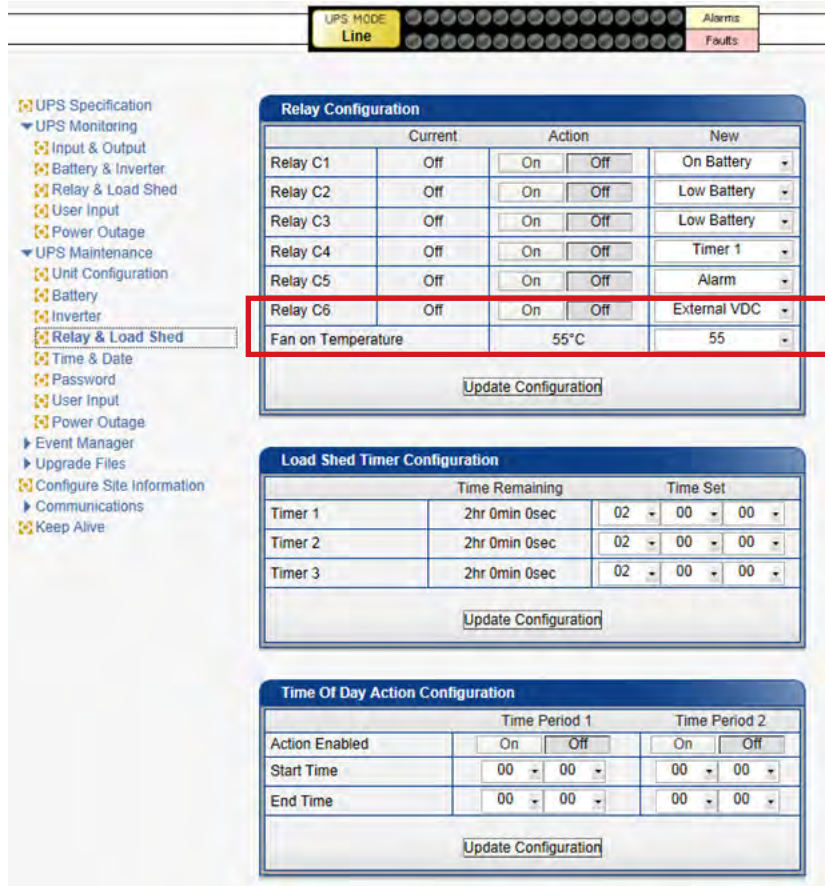 UPS MODE
Line
Alarms
Faults
UPS Specification
UPS Monitoring
Input & Output
Battery & Inverter
Relay & Load Shed
User Input
Power Outage
UPS Maintenance
Unit Configuration
Battery
Inverter
Relay & Load Shed
Time & Date
Password
User Input
Power Outage
Event Manager
Upgrade Files
Configure Site Information
Communications
Keep Alive
Relay Configuration
Current Action New
Relay C1 Off On Off On Battery
Relay C2 Off On Off Low Battery
Relay C3 Off On Off Low Battery
Relay C4 Off On Off Timer 1
Relay C5 Off On Off Alarm
Relay C6 Off On Off External VDC
Fan on Temperature 55°C 55
Update Configuration
Load Shed Timer Configuration
Time Remaining Time Set
Timer 1 2hr 0min 0sec 02 00 00
Timer 2 2hr 0min 0sec 02 00 00
Timer 3 2hr 0min 0sec 02 00 00
Update Configuration
Time Of Day Action Configuration
Time Period 1 Time Period 2
Action Enabled On Off On Off
Start Time 00 00 00 00
End Time 00 00 00 00
Update Configuration